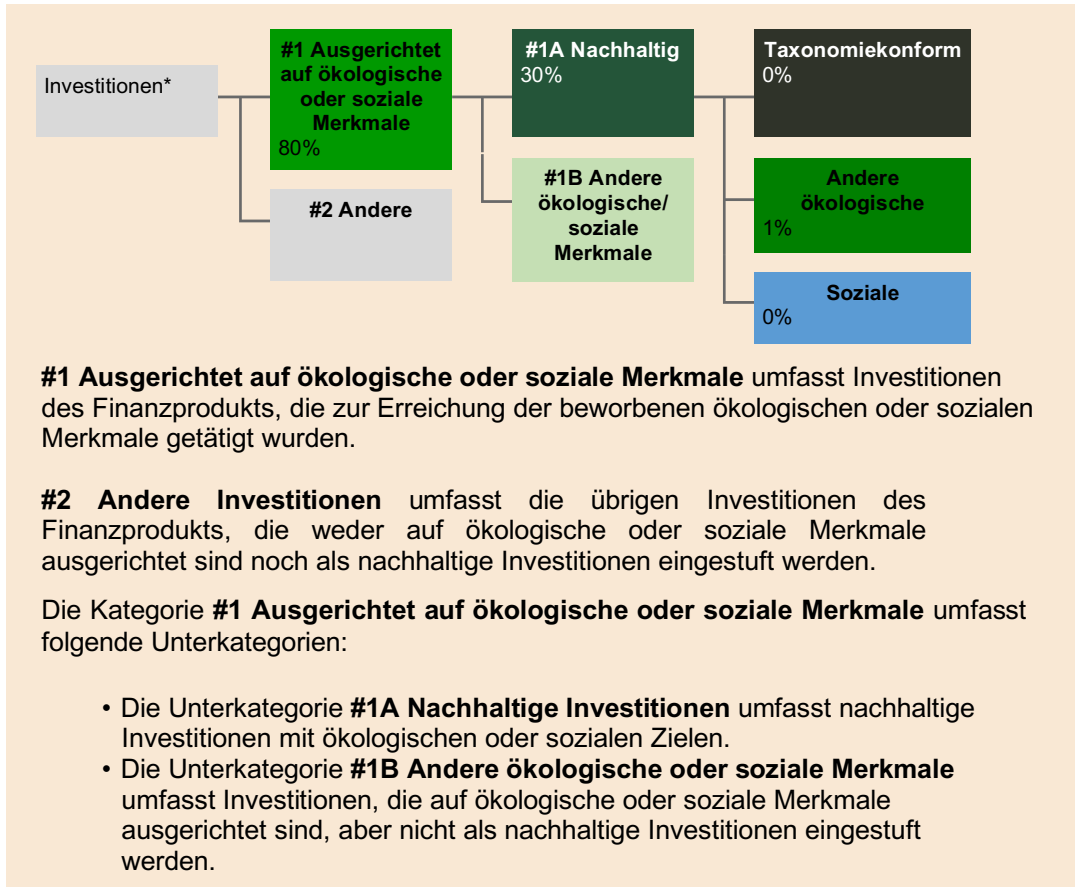 Investitionen*
#1 Ausgerichtet
auf ökologische
oder soziale
Merkmale
80%
#2 Andere
#1A Nachhaltig
30%
#1B Andere
ökologische/
soziale
Merkmale
Taxonomiekonform
0%
Andere
ökologische
1%
Soziale
0%
#1 Ausgerichtet auf ökologische oder soziale Merkmale umfasst Investitionen
des Finanzprodukts, die zur Erreichung der beworbenen ökologischen oder sozialen
Merkmale getätigt wurden.
#2 Andere Investitionen umfasst die übrigen Investitionen des
Finanzprodukts, die weder auf ökologische oder soziale Merkmale
ausgerichtet sind noch als nachhaltige Investitionen eingestuft werden.
Die Kategorie #1 Ausgerichtet auf ökologische oder soziale Merkmale umfasst
folgende Unterkategorien:
• Die Unterkategorie #1A Nachhaltige Investitionen umfasst nachhaltige
Investitionen mit ökologischen oder sozialen Zielen.
• Die Unterkategorie #1B Andere ökologische oder soziale Merkmale
umfasst Investitionen, die auf ökologische oder soziale Merkmale
ausgerichtet sind, aber nicht als nachhaltige Investitionen eingestuft
werden.